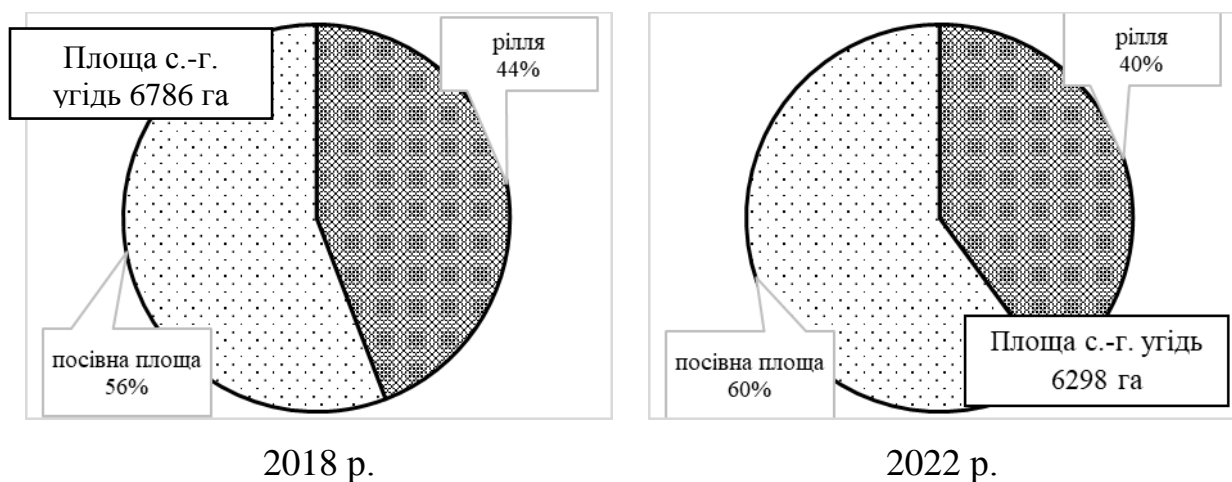 Площа с.-г.
угідь 6786 га
рілля
44%
посівна площа
56%
2018 р.
рілля
40%
Площа с.-г. угідь
6298 га
посівна площа
60%
2022 р.